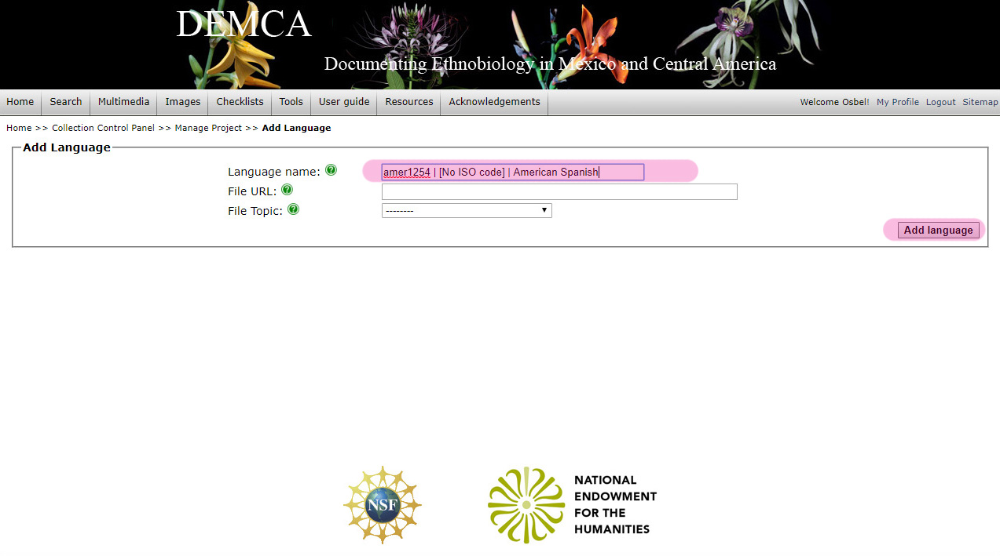 DEMCA
Documenting Ethnobiology in Mexico and Central America
Home Search Multimedia Images Checklists Tools User guide Resources Acknowledgements Welcome Osbel! My Profile Logout Sitemap
Home >> Collection Control Panel >> Manage Project >> Add Language
Add Language
Language name: ? amer1254 | [No ISO code] | American Spanish
File URL: ?
File Topic: ? --------
Add language
NSF
NATIONAL
ENDOWMENT
FOR THE
HUMANITIES